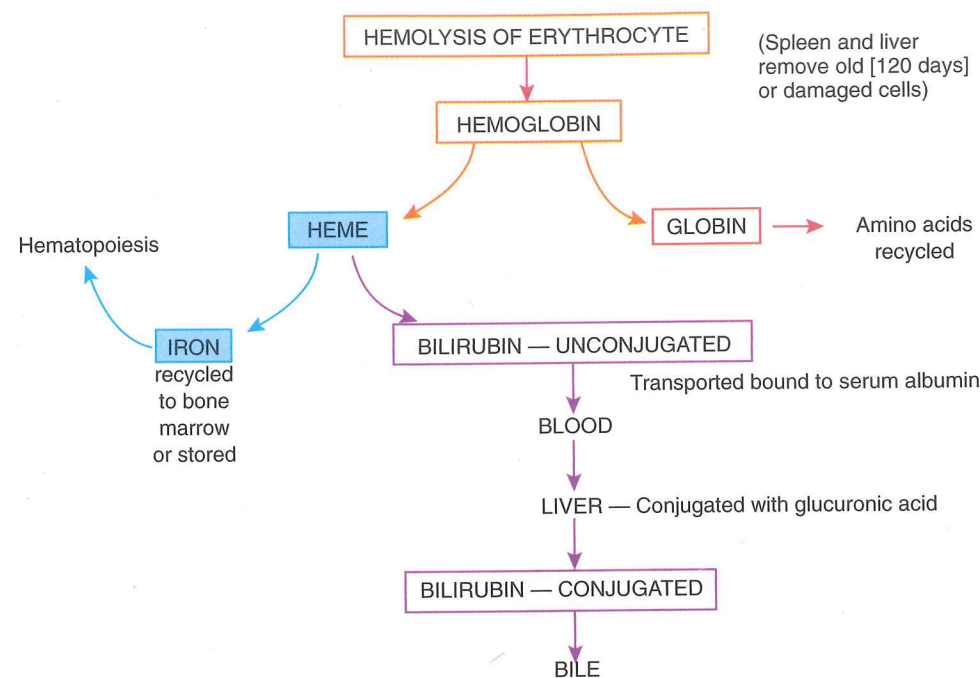 HEMOLYSIS OF ERYTHROCYTE
(Spleen and liver
remove old [120 days]
or damaged cells)
HEMOGLOBIN
HEME
GLOBIN
Amino acids
recycled
Hematopoiesis
IRON
recycled
to bone
marrow
or stored
BILIRUBIN — UNCONJUGATED
Transported bound to serum albumin
BLOOD
LIVER — Conjugated with glucuronic acid
BILIRUBIN — CONJUGATED
BILE